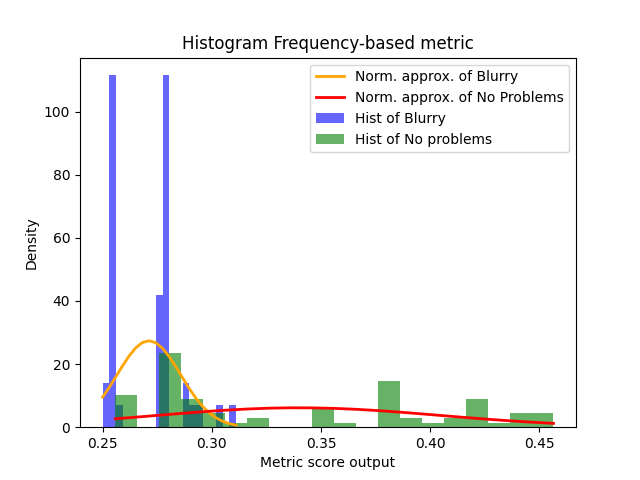 Histogram Frequency-based metric
Norm. approx. of Blurry
Norm. approx. of No Problems
Hist of Blurry
Hist of No problems
Density
100
80
60
40
20
0
0.25 0.30 0.35 0.40 0.45
Metric score output